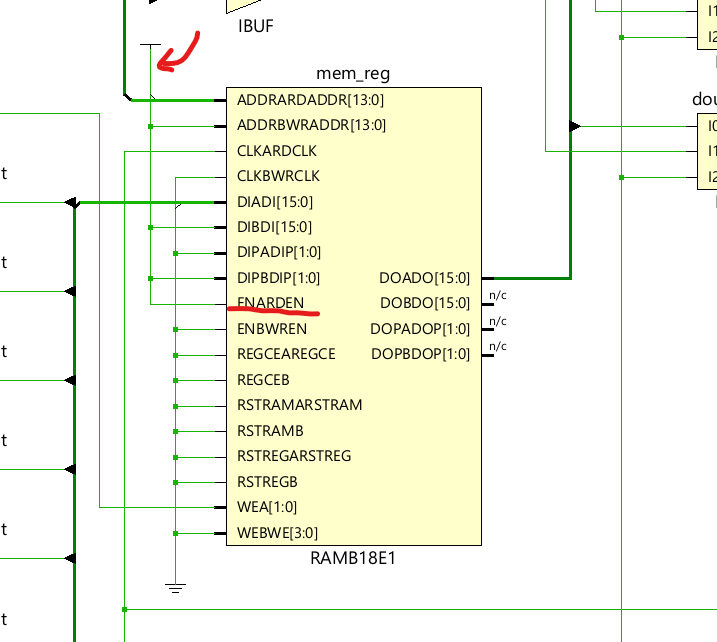 I1
IBUF
I2
mem_reg
dou
ADDRARDADDR[13:0]
ADDRBWRADDR[13:0]
I0
CLKARDCLK
I1
CLKBWRCLK
t
I2
DIADI[15:0]
DIBDI[15:0]
DIPADIP[1:0]
t
DIPBDIP[1:0]
DOADO[15:0]
ENARDEN
DOBDO[15:0]
n/c
ENBWREN
DOPADOP[1:0]
n/c
t
REGCEAREGCE
DOPBDOP[1:0]
n/c
REGCEB
RSTRAMARSTRAM
RSTRAMB
t
RSTREGARSTREG
RSTREGB
WEA[1:0]
t
WEBWE[3:0]
RAMB18E1
t